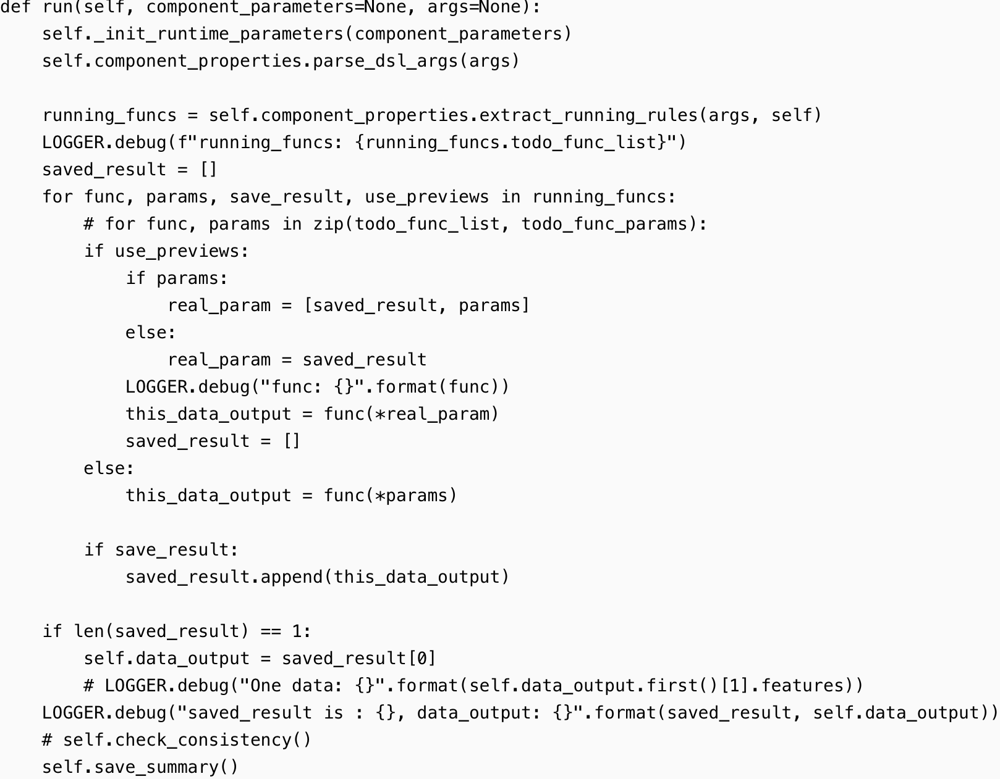 def run(self, component_parameters=None, args=None):
    self._init_runtime_parameters(component_parameters)
    self.component_properties.parse_dsl_args(args)

    running_funcs = self.component_properties.extract_running_rules(args, self)
    LOGGER.debug(f"running_funcs: {running_funcs.todo_func_list}")
    saved_result = []
    for func, params, save_result, use_previews in running_funcs:
        # for func, params in zip(todo_func_list, todo_func_params):
        if use_previews:
            if params:
                real_param = [saved_result, params]
            else:
                real_param = saved_result
            LOGGER.debug("func: {}".format(func))
            this_data_output = func(*real_param)
            saved_result = []
        else:
            this_data_output = func(*params)

        if save_result:
            saved_result.append(this_data_output)

    if len(saved_result) == 1:
        self.data_output = saved_result[0]
        # LOGGER.debug("One data: {}".format(self.data_output.first()[1].features))
    LOGGER.debug("saved_result is : {}, data_output: {}".format(saved_result, self.data_output))
    # self.check_consistency()
    self.save_summary()